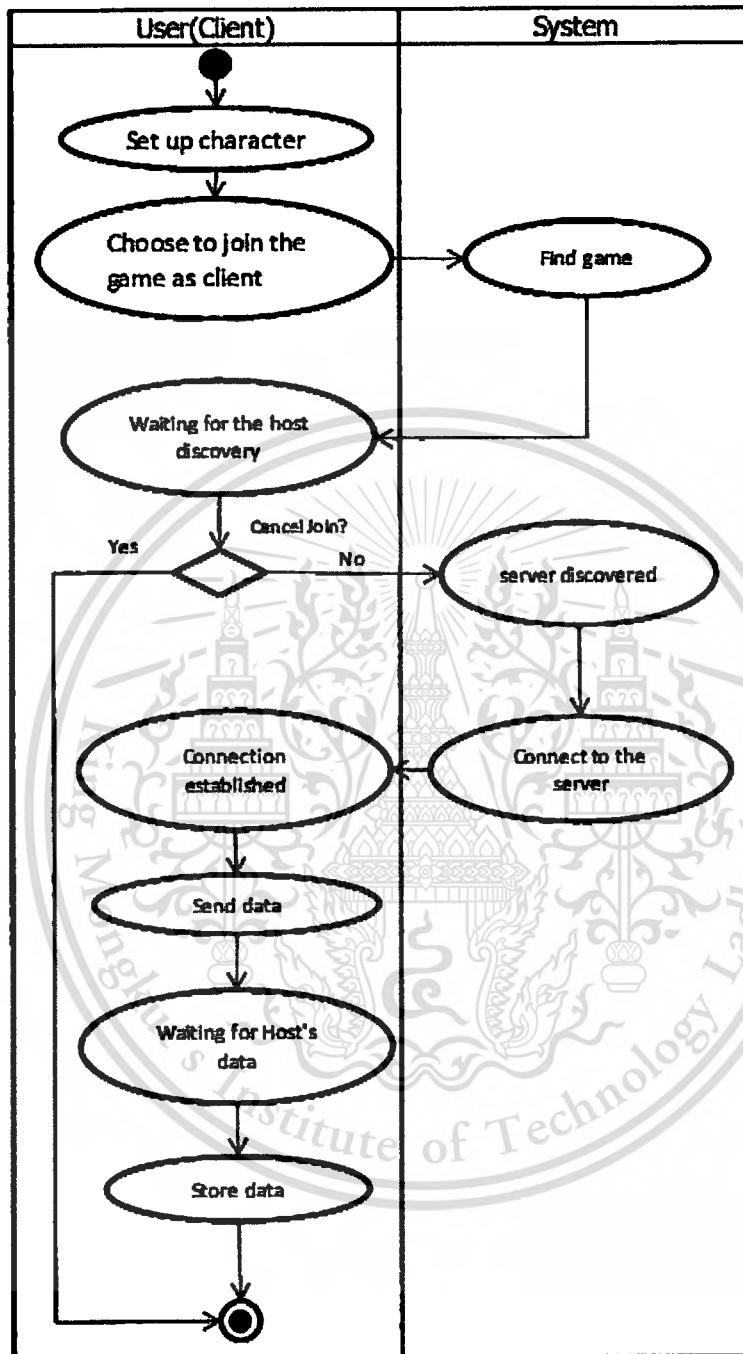 User(Client)
System
Set up character
Choose to join the
game as client
Find game
Waiting for the host
discovery
Cancel Join?
Yes
No
server discovered
Connection
established
Connect to the
server
Send data
Waiting for Host's
data
Store data
King Mongkut's Institute of Technology